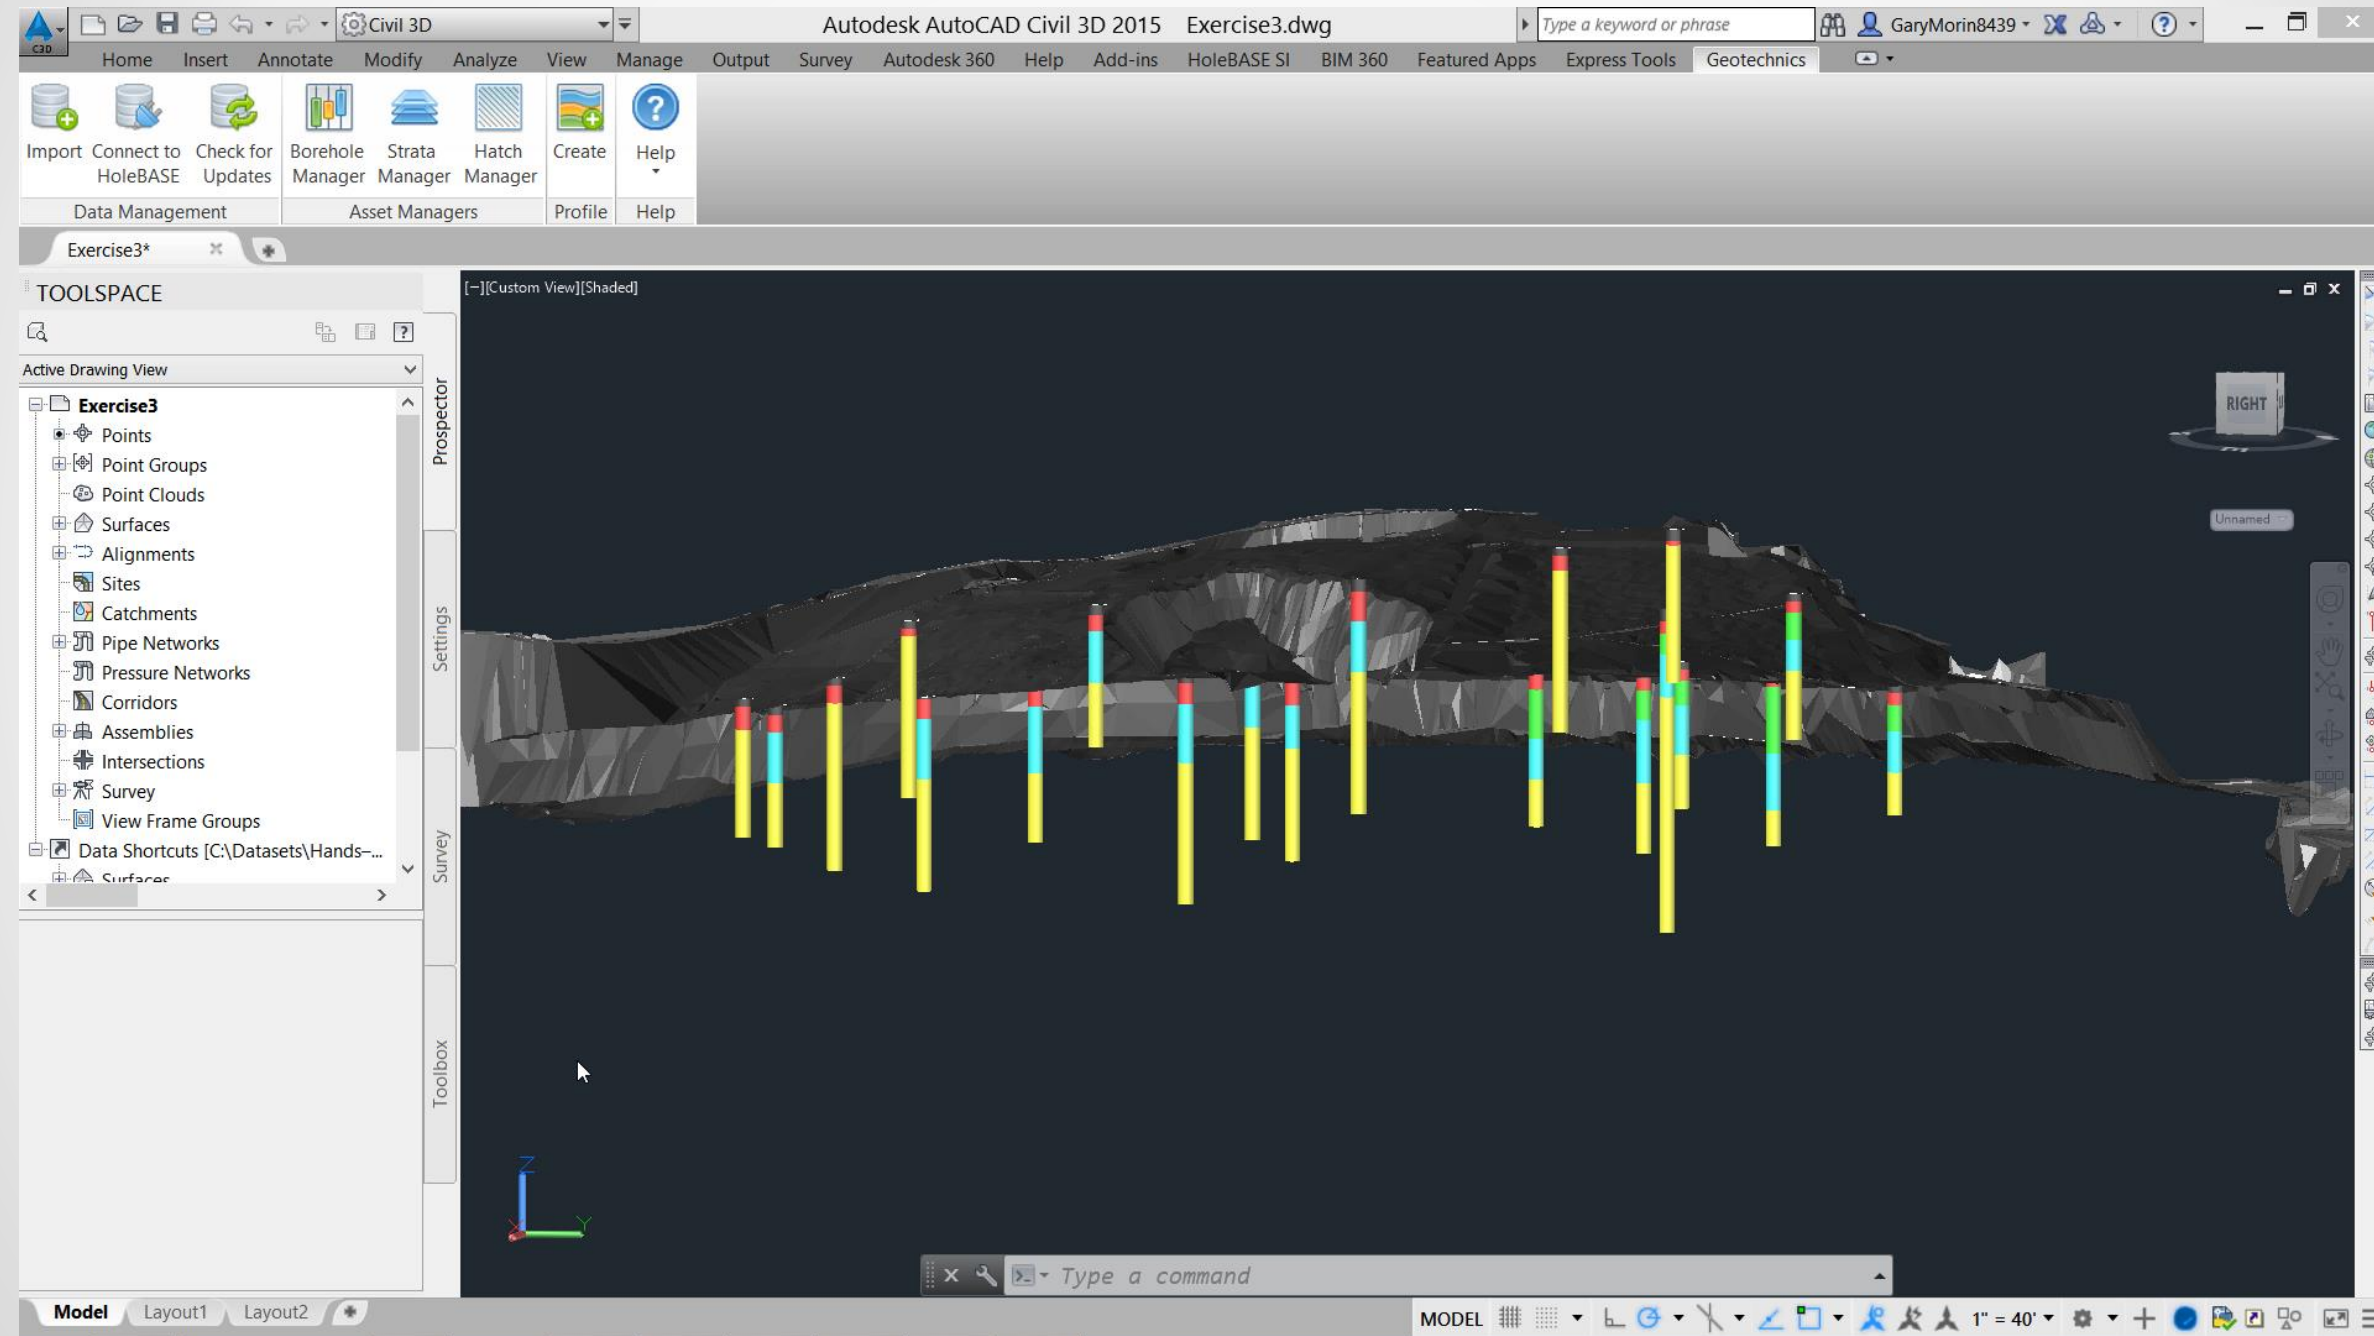 Civil 3D
Autodesk AutoCAD Civil 3D 2015 Exercise3.dwg
Type a keyword or phrase
GaryMorin8439
C3D
Home Insert Annotate Modify Analyze View Manage Output Survey Autodesk 360 Help Add-ins HoleBASE SI BIM 360 Featured Apps Express Tools Geotechnics
Import Connect to HoleBASE Check for Updates Borehole Manager Strata Manager Hatch Manager Create Help
Data Management Asset Managers Profile Help
Exercise3*
TOOLSPACE
[−][Custom View][Shaded]
Active Drawing View
Exercise3
Points
Point Groups
Point Clouds
Surfaces
Alignments
Sites
Catchments
Pipe Networks
Pressure Networks
Corridors
Assemblies
Intersections
Survey
View Frame Groups
Data Shortcuts [C:\Datasets\Hands-...
Surfaces
Prospector
Settings
Survey
Toolbox
RIGHT
Unnamed
Z
X
Y
Type a command
Model Layout1 Layout2
MODEL
1" = 40'